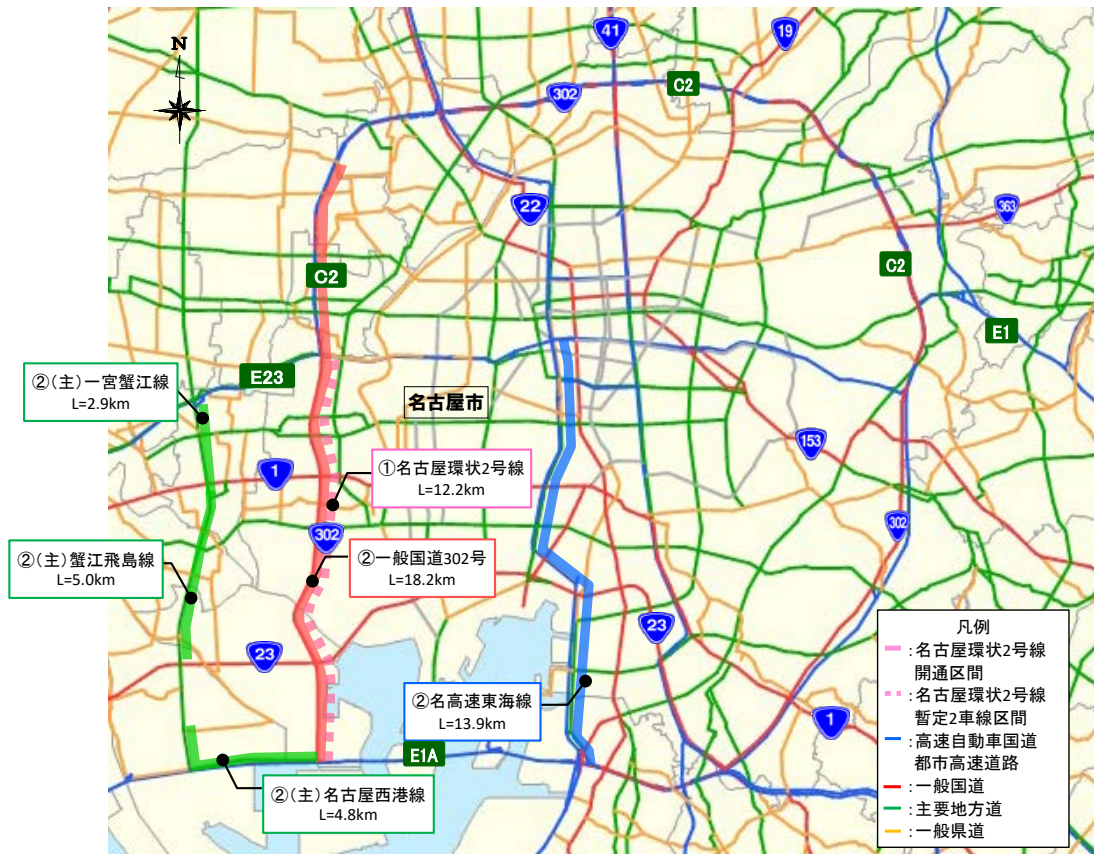 N
41
19
302
C2
22
363
C2
C2
E1
E23
②(主)一宮蟹江線
L=2.9km
名古屋市
153
①名古屋環状2号線
L=12.2km
1
302
302
②(主)蟹江飛島線
L=5.0km
②一般国道302号
L=18.2km
23
23
②名高速東海線
L=13.9km
1
E1A
②(主)名古屋西港線
L=4.8km
凡例
:名古屋環状2号線
開通区間
:名古屋環状2号線
暫定2車線区間
:高速自動車国道
都市高速道路
:一般国道
:主要地方道
:一般県道